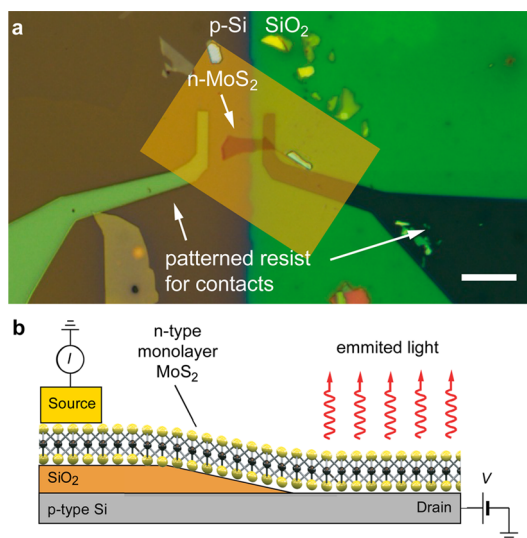 a
p-Si
SiO2
n-MoS2
patterned resist
for contacts
b
n-type
monolayer
MoS2
emmited light
I
Source
SiO2
p-type Si
Drain
V